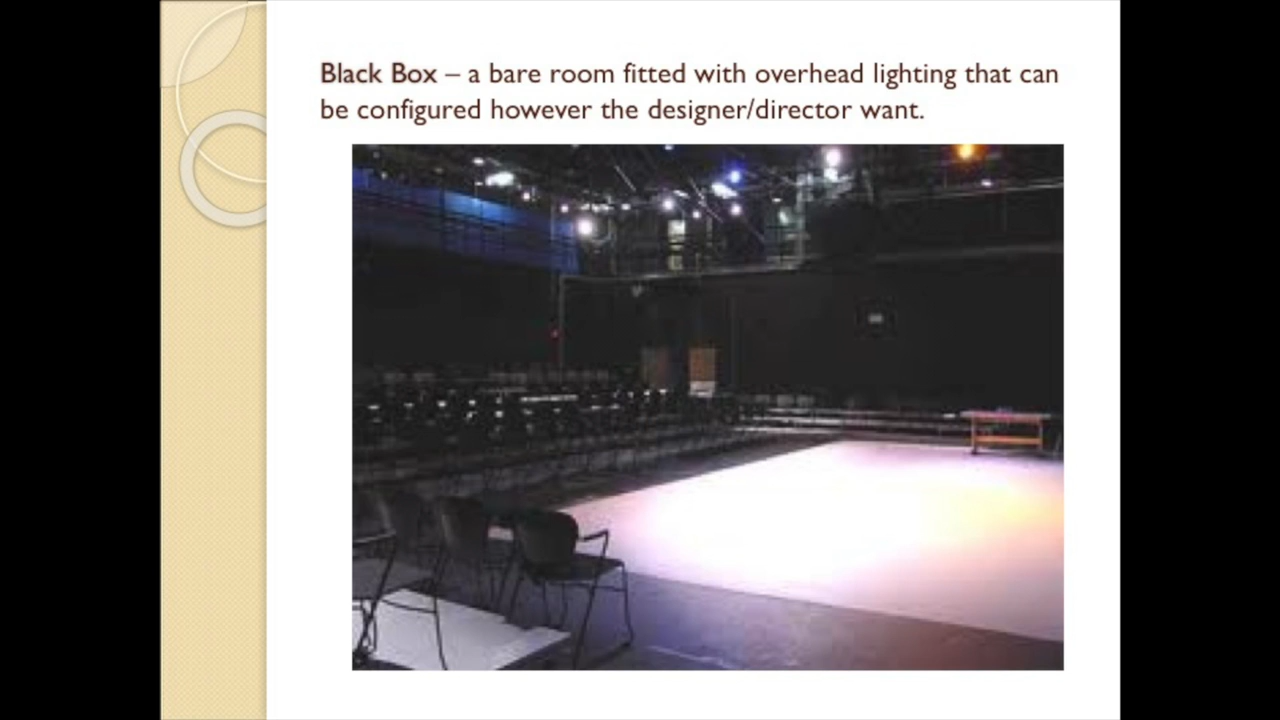 Black Box – a bare room fitted with overhead lighting that can
be configured however the designer/director want.